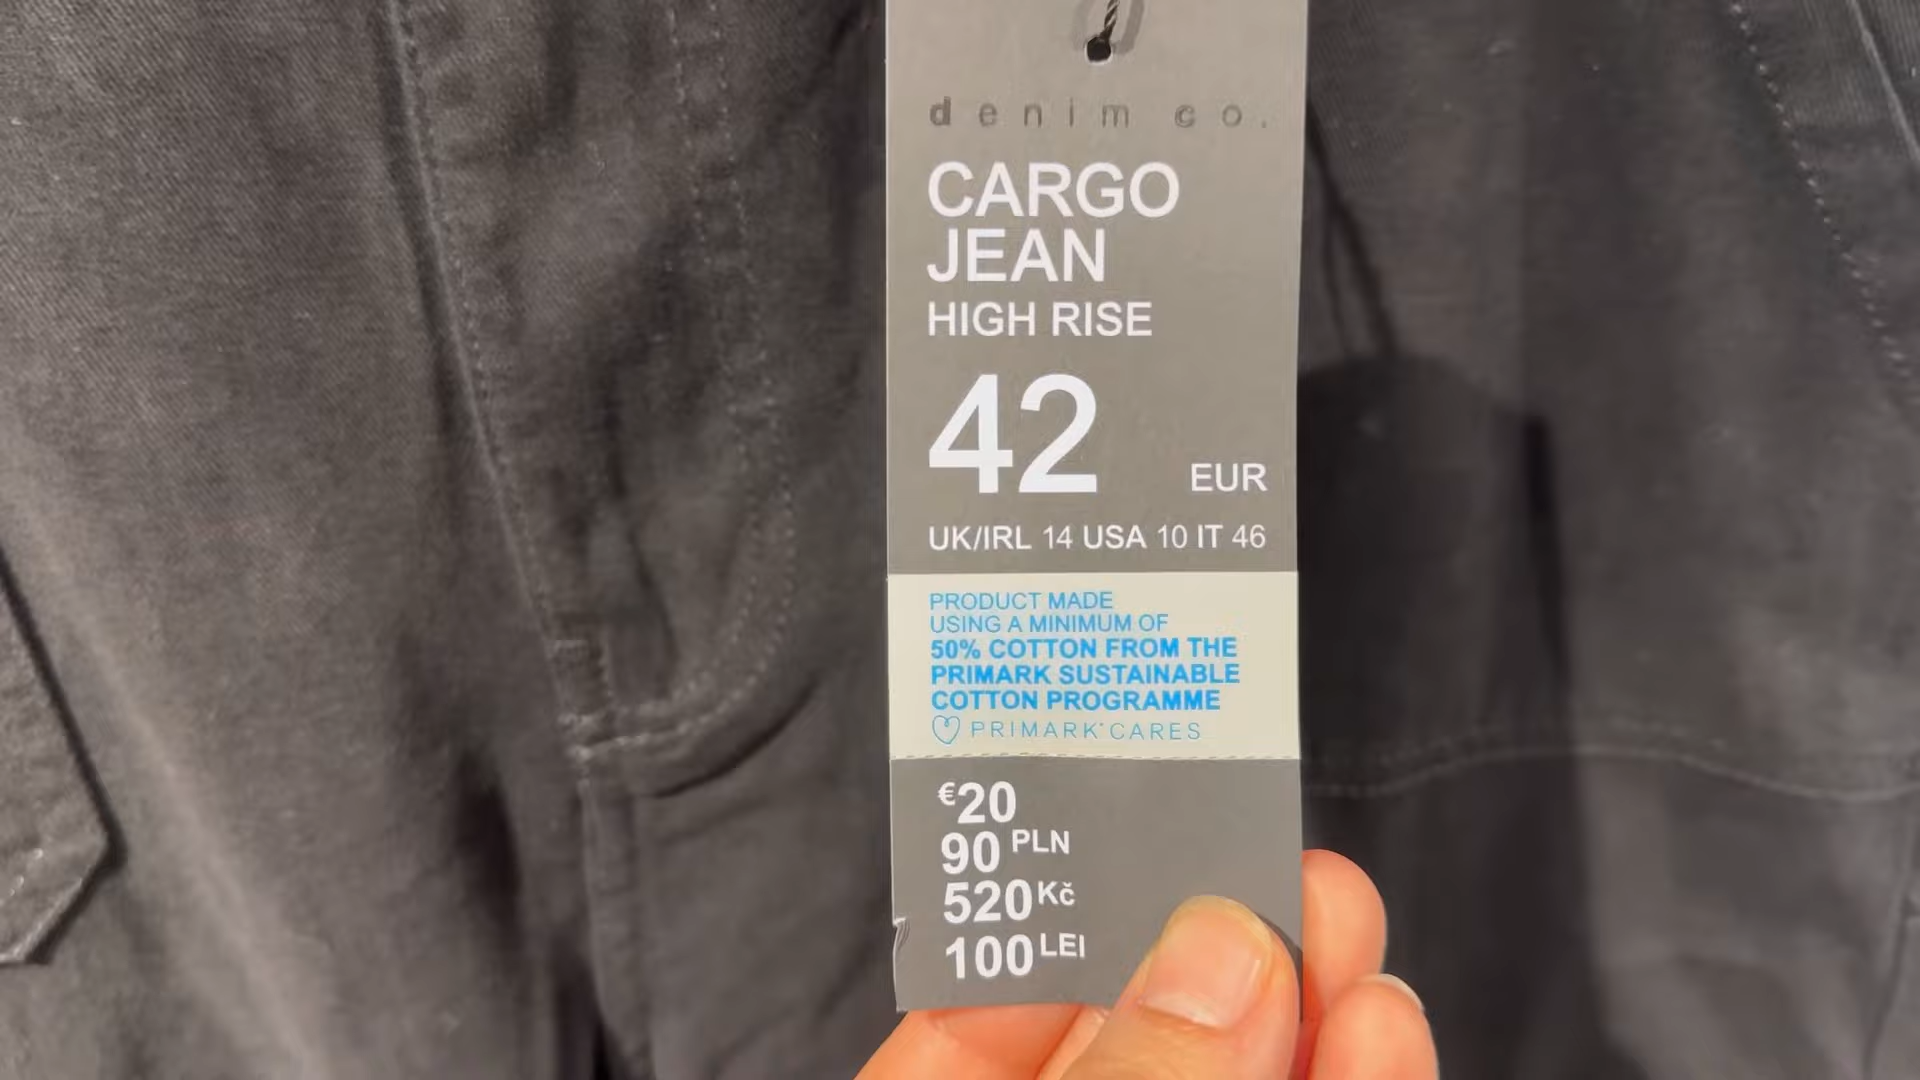 denim co.
CARGO
JEAN
HIGH RISE
42 EUR
UK/IRL 14 USA 10 IT 46
PRODUCT MADE
USING A MINIMUM OF
50% COTTON FROM THE
PRIMARK SUSTAINABLE
COTTON PROGRAMME
PRIMARK® CARES
€20
90 PLN
520 Kč
100 LEI